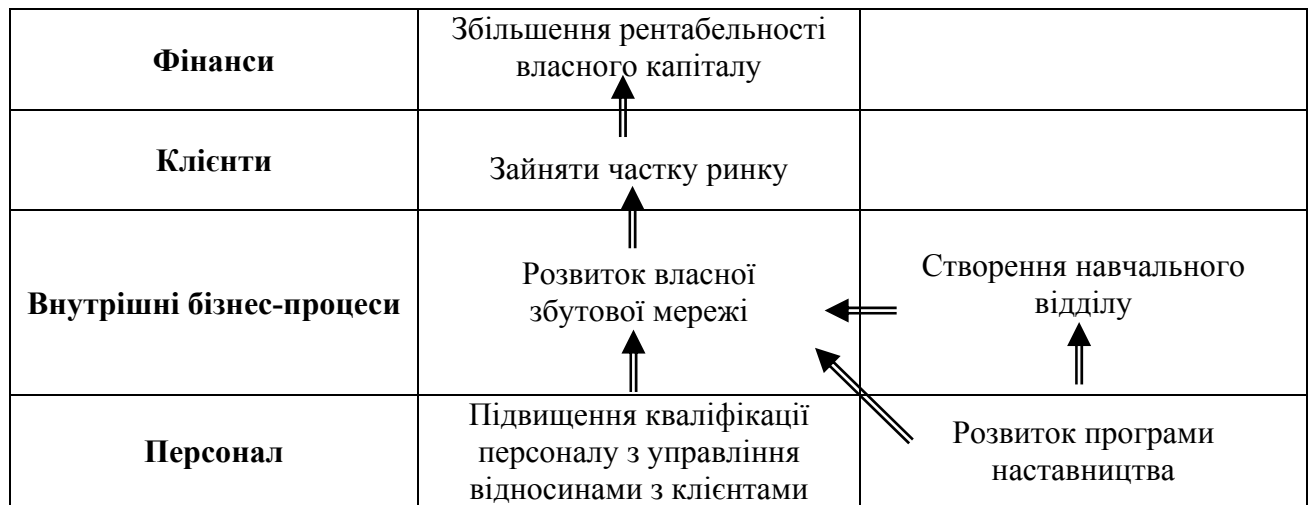 Фінанси
Збільшення рентабельності
власного капіталу
Клієнти
Зайняти частку ринку
Внутрішні бізнес-процеси
Розвиток власної
збутової мережі
Створення навчального
відділу
Персонал
Підвищення кваліфікації
персоналу з управління
відносинами з клієнтами
Розвиток програми
наставництва